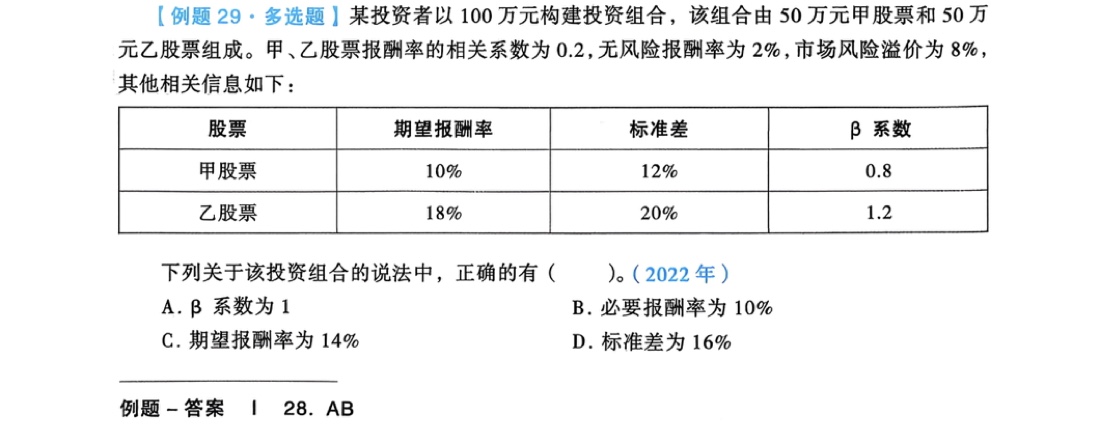 【例题 29·多选题】某投资者以 100 万元构建投资组合，该组合由 50 万元甲股票和 50 万
元乙股票组成。甲、乙股票报酬率的相关系数为 0.2，无风险报酬率为 2%，市场风险溢价为 8%，
其他相关信息如下：
股票 期望报酬率 标准差 β 系数
甲股票 10% 12% 0.8
乙股票 18% 20% 1.2
下列关于该投资组合的说法中，正确的有（  ）。（2022 年）
A. β 系数为 1 B. 必要报酬率为 10%
C. 期望报酬率为 14% D. 标准差为 16%
例题－答案 | 28. AB